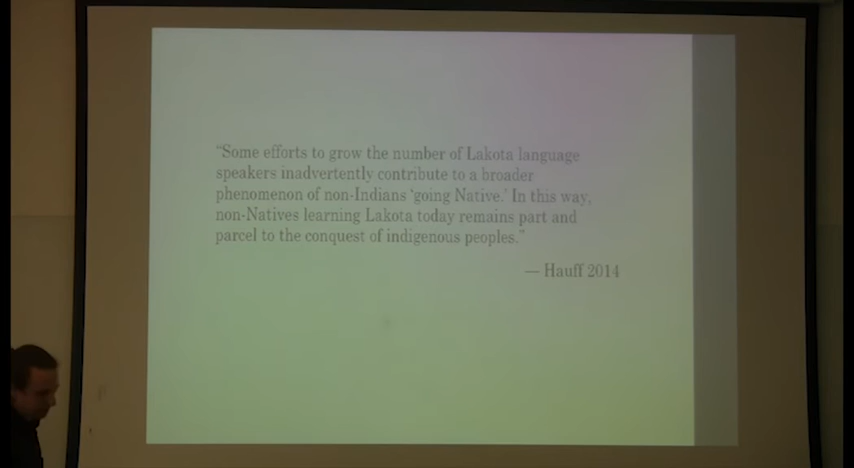 “Some efforts to grow the number of Lakota language
speakers inadvertently contribute to a broader
phenomenon of non-Indians ‘going Native.’ In this way,
non-Natives learning Lakota today remains part and
parcel to the conquest of indigenous peoples.”
— Hauff 2014